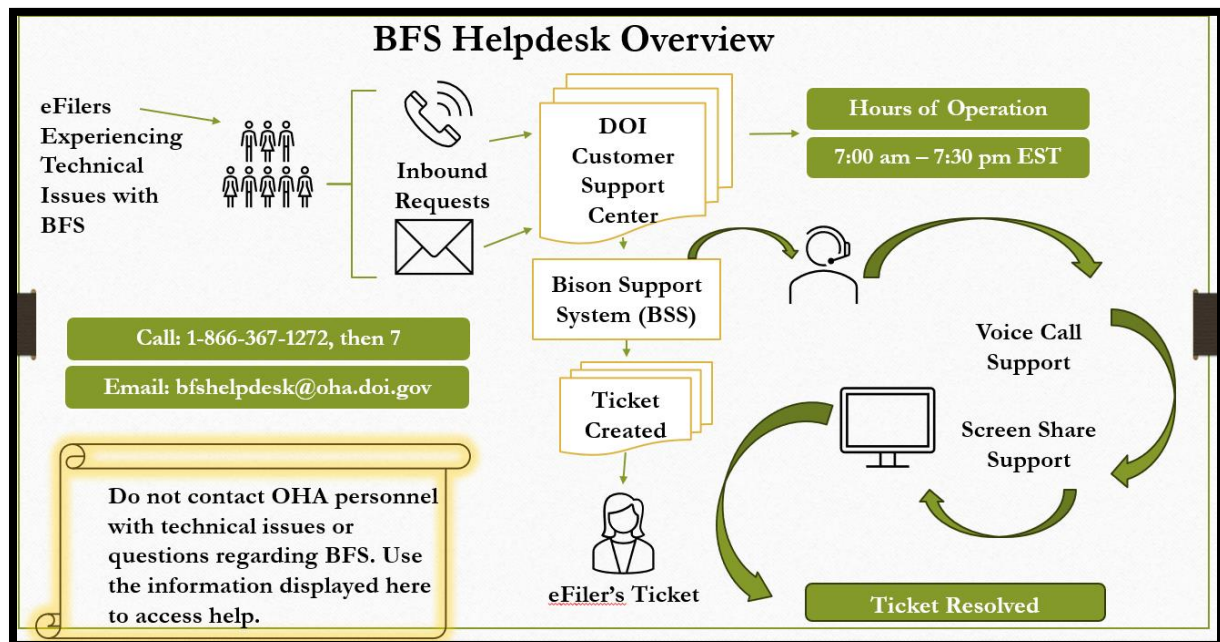 BFS Helpdesk Overview
eFilers
Experiencing
Technical
Issues with
BFS
Inbound
Requests
DOI
Customer
Support
Center
Hours of Operation
7:00 am – 7:30 pm EST
Bison Support
System (BSS)
Call: 1-866-367-1272, then 7
Email: bfshelpdesk@oha.doi.gov
Voice Call
Support
Ticket
Created
Screen Share
Support
Do not contact OHA personnel
with technical issues or
questions regarding BFS. Use
the information displayed here
to access help.
eFiler's Ticket
Ticket Resolved